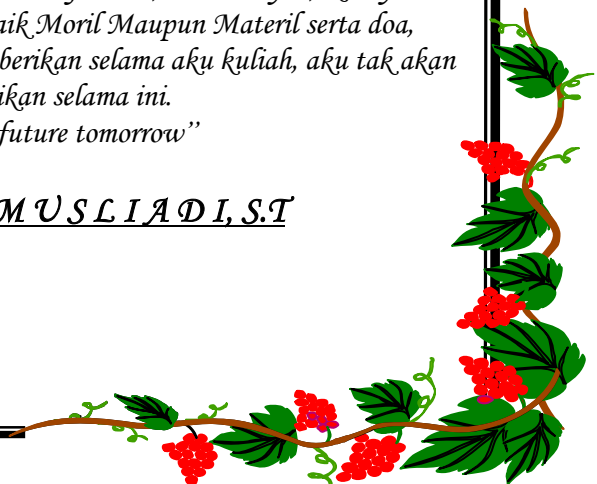 aik Moril Maupun Materil serta doa,
berikan selama aku kuliah, aku tak akan
ikan selama ini.
future tomorrow”
M U S L I A D I, S.T